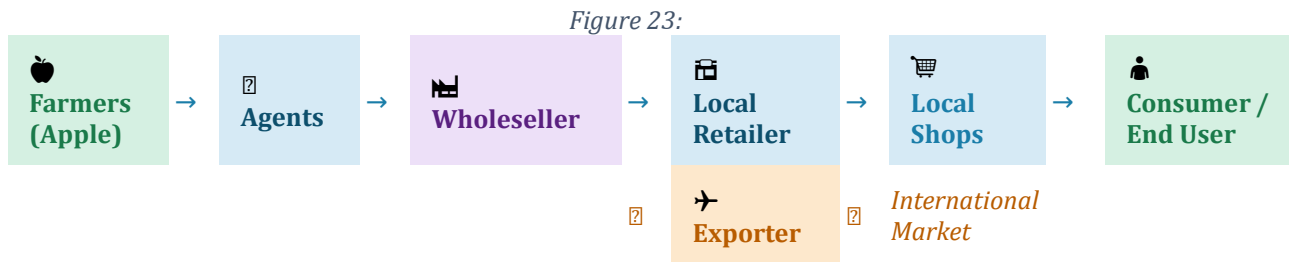 Figure 23:
Farmers
(Apple)
→
Agents
→
Wholeseller
→
Local
Retailer
→
Local
Shops
→
Consumer /
End User
Exporter
International
Market